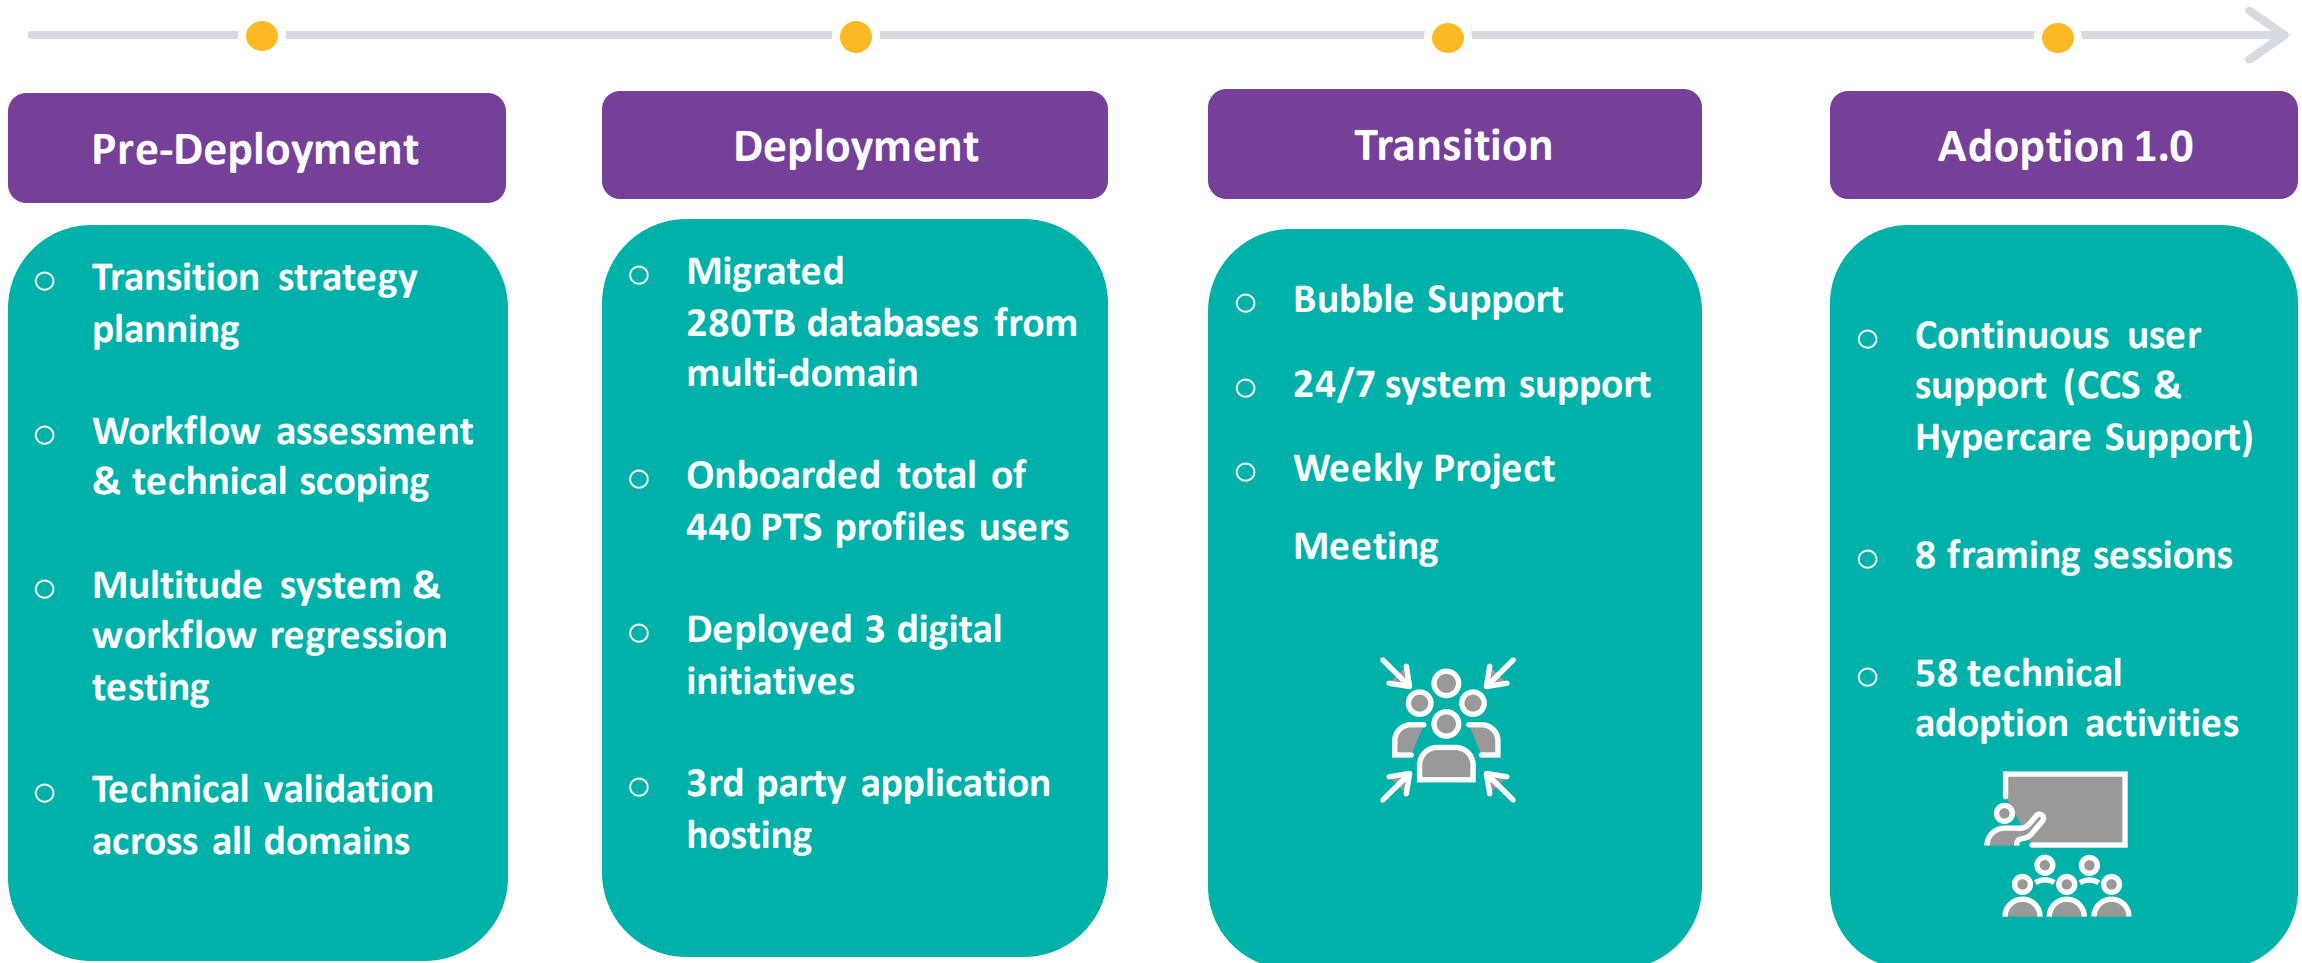 Pre-Deployment
Transition strategy
planning
Workflow assessment
& technical scoping
Multitude system &
workflow regression
testing
Technical validation
across all domains
Deployment
Migrated
280TB databases from
multi-domain
Onboarded total of
440 PTS profiles users
Deployed 3 digital
initiatives
3rd party application
hosting
Transition
Bubble Support
24/7 system support
Weekly Project
Meeting
Adoption 1.0
Continuous user
support (CCS &
Hypercare Support)
8 framing sessions
58 technical
adoption activities